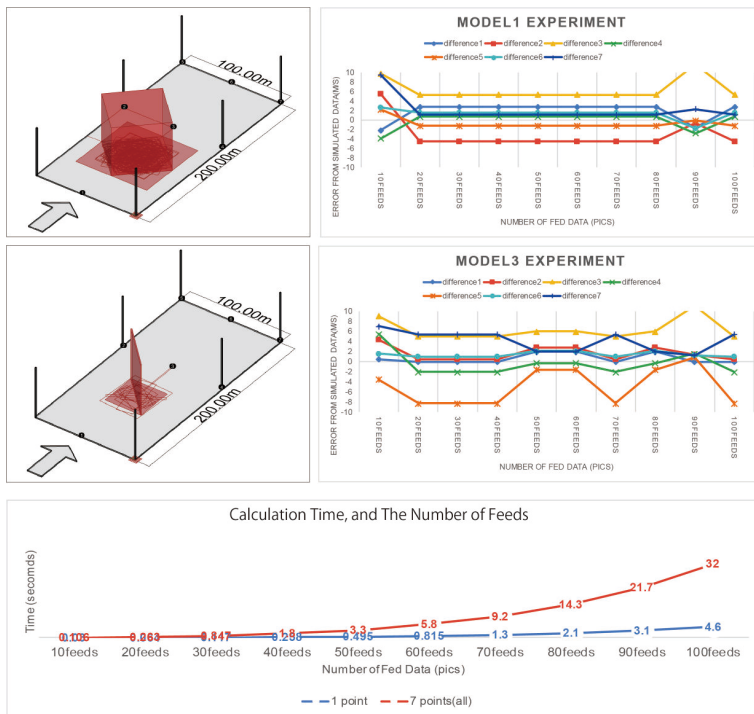 100.00m
200.00m
MODEL1 EXPERIMENT
difference1 difference2 difference3 difference4
difference5 difference6 difference7
ERROR FROM SIMULATED DATA(M/S)
10
8
6
4
2
0
-2
-4
-6
-8
-10
10FEEDS
20FEEDS
30FEEDS
40FEEDS
50FEEDS
60FEEDS
70FEEDS
80FEEDS
90FEEDS
100FEEDS
NUMBER OF FED DATA (PICS)
100.00m
200.00m
MODEL3 EXPERIMENT
difference1 difference2 difference3 difference4
difference5 difference6 difference7
ERROR FROM SIMULATED DATA(M/S)
10
8
6
4
2
0
-2
-4
-6
-8
-10
10FEEDS
20FEEDS
30FEEDS
40FEEDS
50FEEDS
60FEEDS
70FEEDS
80FEEDS
90FEEDS
100FEEDS
NUMBER OF FED DATA (PICS)
Calculation Time, and The Number of Feeds
Time (seconds)
3.3 5.8 9.2 14.3 21.7 32
0.495 0.815 1.3 2.1 3.1 4.6
10feeds 20feeds 30feeds 40feeds 50feeds 60feeds 70feeds 80feeds 90feeds 100feeds
Number of Fed Data (pics)
1 point 7 points(all)